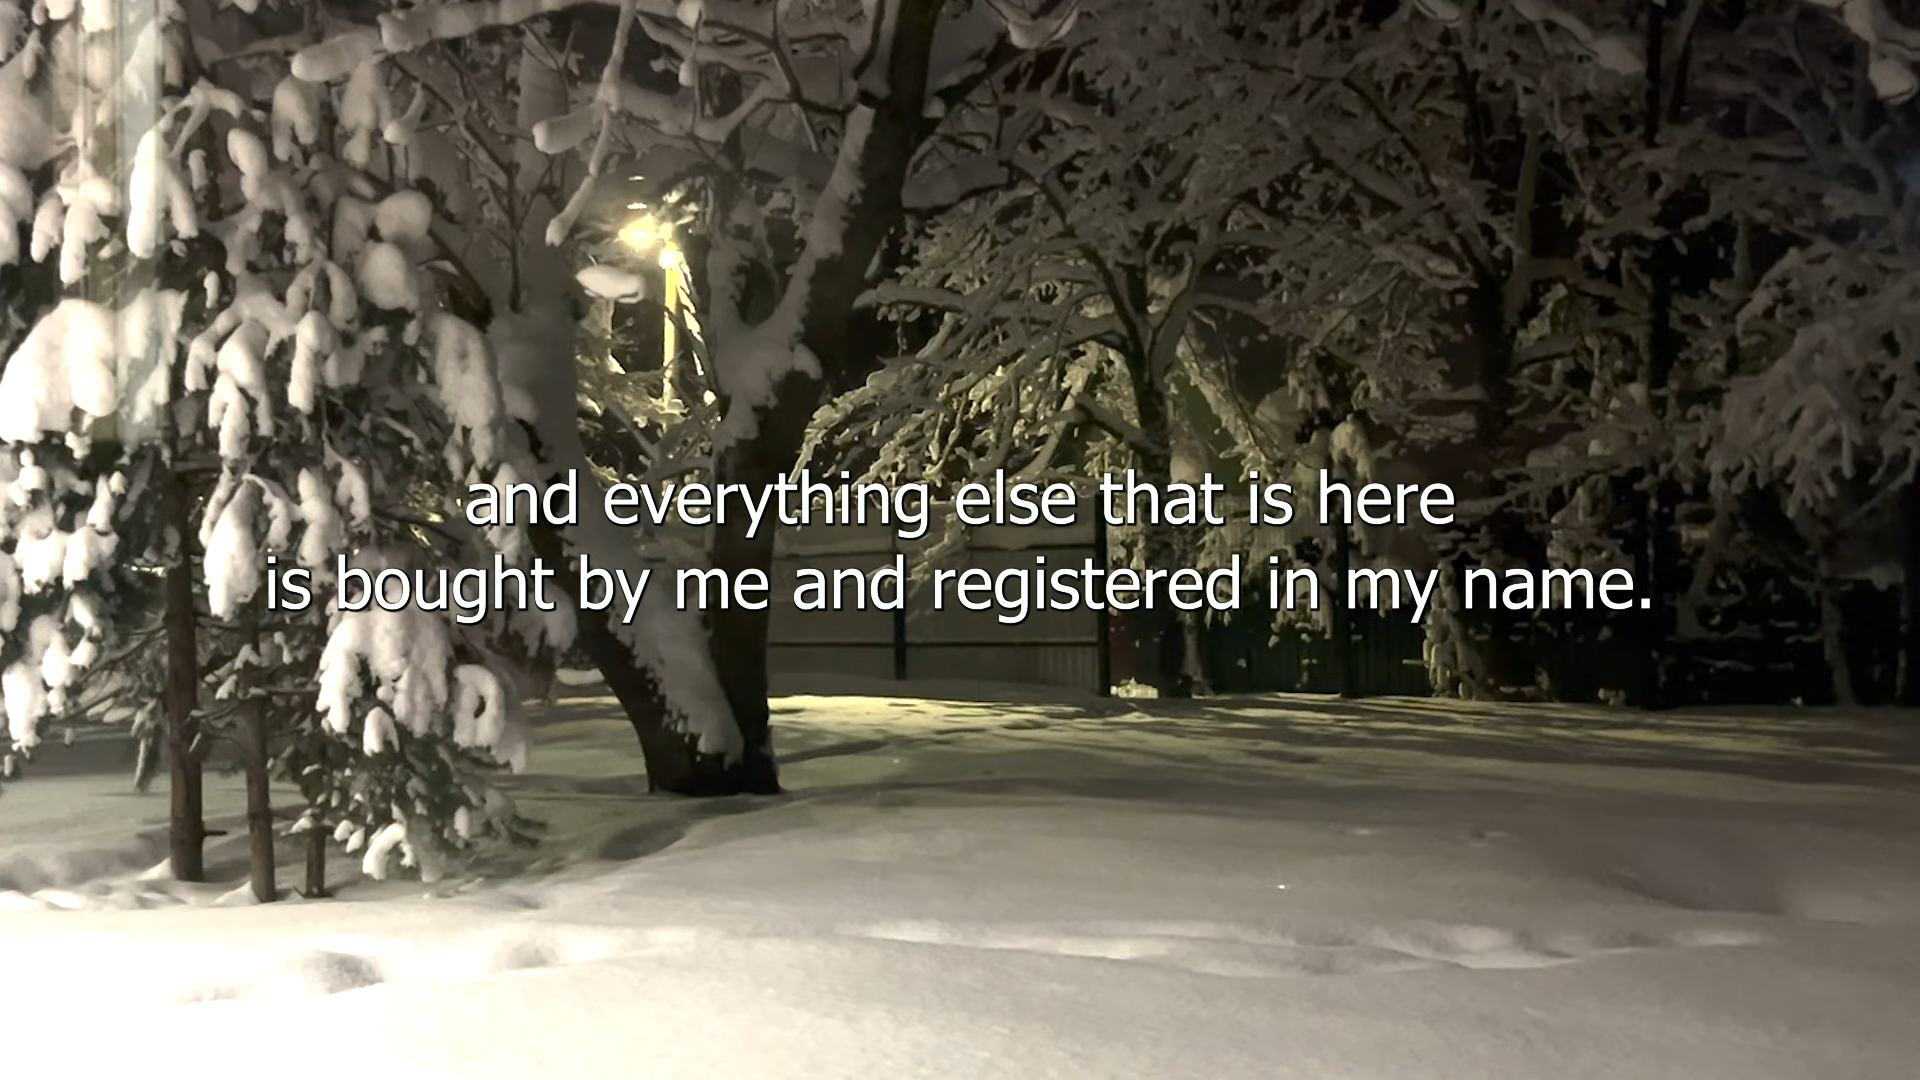 and everything else that is here
is bought by me and registered in my name.